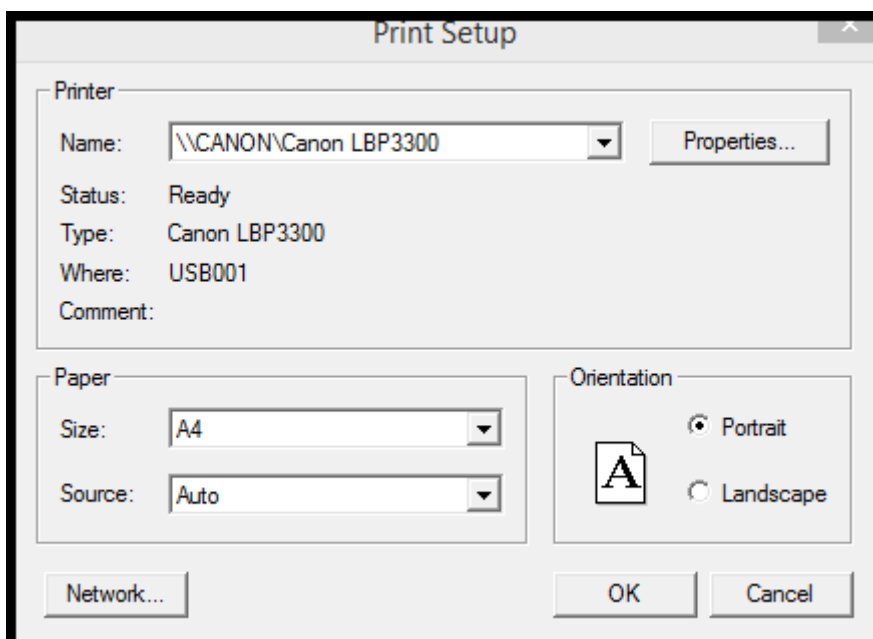 Print Setup
Printer
Name: \\CANON\Canon LBP3300 Properties...
Status: Ready
Type: Canon LBP3300
Where: USB001
Comment:
Paper
Size: A4
Source: Auto
Orientation
A
Portrait
Landscape
Network... OK Cancel